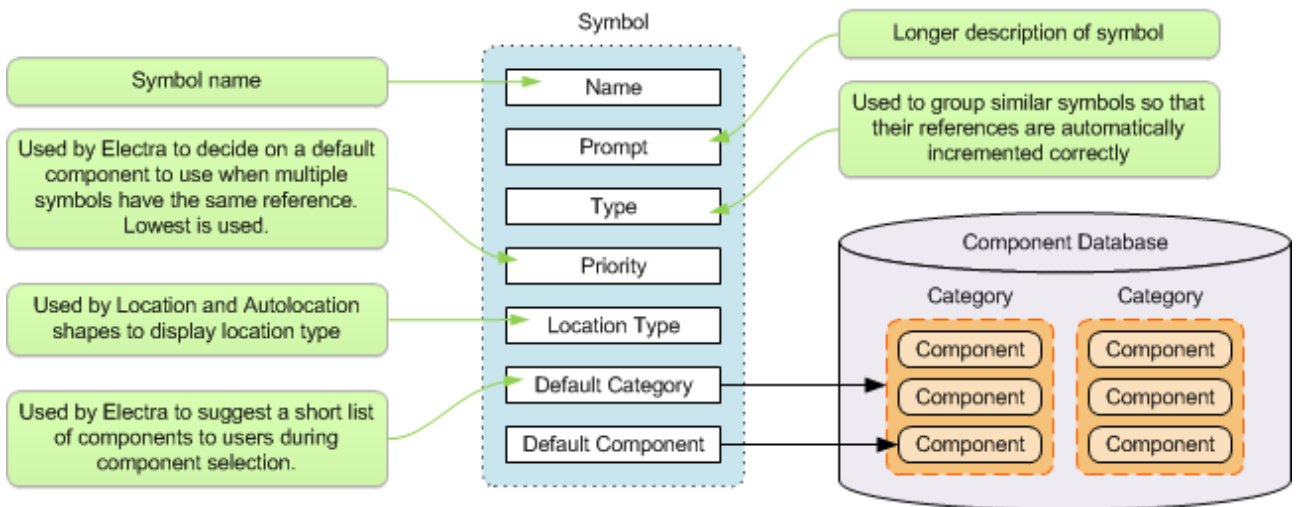 Symbol
Symbol name
Used by Electra to decide on a default
component to use when multiple
symbols have the same reference.
Lowest is used.
Used by Location and Autolocation
shapes to display location type
Used by Electra to suggest a short list
of components to users during
component selection.
Name
Prompt
Type
Priority
Location Type
Default Category
Default Component
Longer description of symbol
Used to group similar symbols so that
their references are automatically
incremented correctly
Component Database
Category
Component
Component
Component
Category
Component
Component
Component